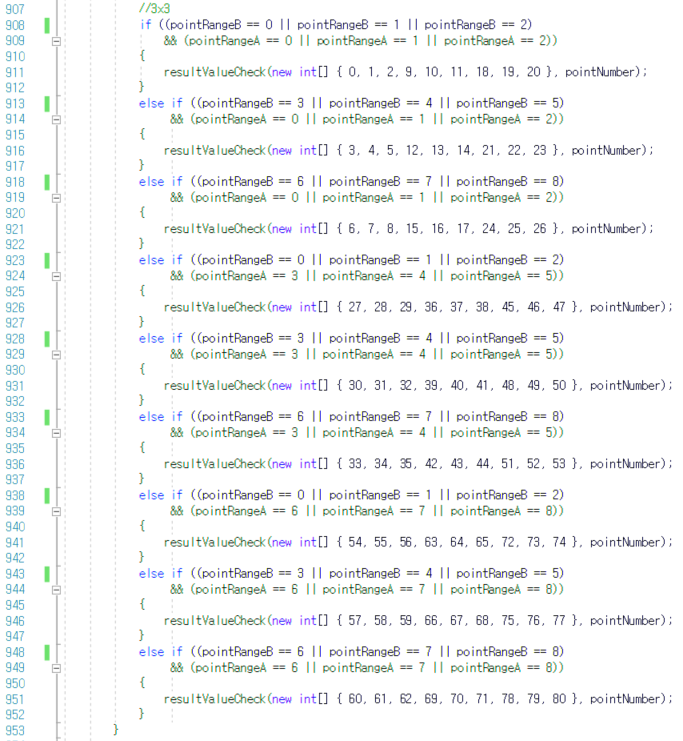 907 //3x3
908 if ((pointRangeB == 0 || pointRangeB == 1 || pointRangeB == 2)
909 && (pointRangeA == 0 || pointRangeA == 1 || pointRangeA == 2))
910 {
911 resultValueCheck(new int[] { 0, 1, 2, 9, 10, 11, 18, 19, 20 }, pointNumber);
912 }
913 else if ((pointRangeB == 3 || pointRangeB == 4 || pointRangeB == 5)
914 && (pointRangeA == 0 || pointRangeA == 1 || pointRangeA == 2))
915 {
916 resultValueCheck(new int[] { 3, 4, 5, 12, 13, 14, 21, 22, 23 }, pointNumber);
917 }
918 else if ((pointRangeB == 6 || pointRangeB == 7 || pointRangeB == 8)
919 && (pointRangeA == 0 || pointRangeA == 1 || pointRangeA == 2))
920 {
921 resultValueCheck(new int[] { 6, 7, 8, 15, 16, 17, 24, 25, 26 }, pointNumber);
922 }
923 else if ((pointRangeB == 0 || pointRangeB == 1 || pointRangeB == 2)
924 && (pointRangeA == 3 || pointRangeA == 4 || pointRangeA == 5))
925 {
926 resultValueCheck(new int[] { 27, 28, 29, 36, 37, 38, 45, 46, 47 }, pointNumber);
927 }
928 else if ((pointRangeB == 3 || pointRangeB == 4 || pointRangeB == 5)
929 && (pointRangeA == 3 || pointRangeA == 4 || pointRangeA == 5))
930 {
931 resultValueCheck(new int[] { 30, 31, 32, 39, 40, 41, 48, 49, 50 }, pointNumber);
932 }
933 else if ((pointRangeB == 6 || pointRangeB == 7 || pointRangeB == 8)
934 && (pointRangeA == 3 || pointRangeA == 4 || pointRangeA == 5))
935 {
936 resultValueCheck(new int[] { 33, 34, 35, 42, 43, 44, 51, 52, 53 }, pointNumber);
937 }
938 else if ((pointRangeB == 0 || pointRangeB == 1 || pointRangeB == 2)
939 && (pointRangeA == 6 || pointRangeA == 7 || pointRangeA == 8))
940 {
941 resultValueCheck(new int[] { 54, 55, 56, 63, 64, 65, 72, 73, 74 }, pointNumber);
942 }
943 else if ((pointRangeB == 3 || pointRangeB == 4 || pointRangeB == 5)
944 && (pointRangeA == 6 || pointRangeA == 7 || pointRangeA == 8))
945 {
946 resultValueCheck(new int[] { 57, 58, 59, 66, 67, 68, 75, 76, 77 }, pointNumber);
947 }
948 else if ((pointRangeB == 6 || pointRangeB == 7 || pointRangeB == 8)
949 && (pointRangeA == 6 || pointRangeA == 7 || pointRangeA == 8))
950 {
951 resultValueCheck(new int[] { 60, 61, 62, 69, 70, 71, 78, 79, 80 }, pointNumber);
952 }
953 }